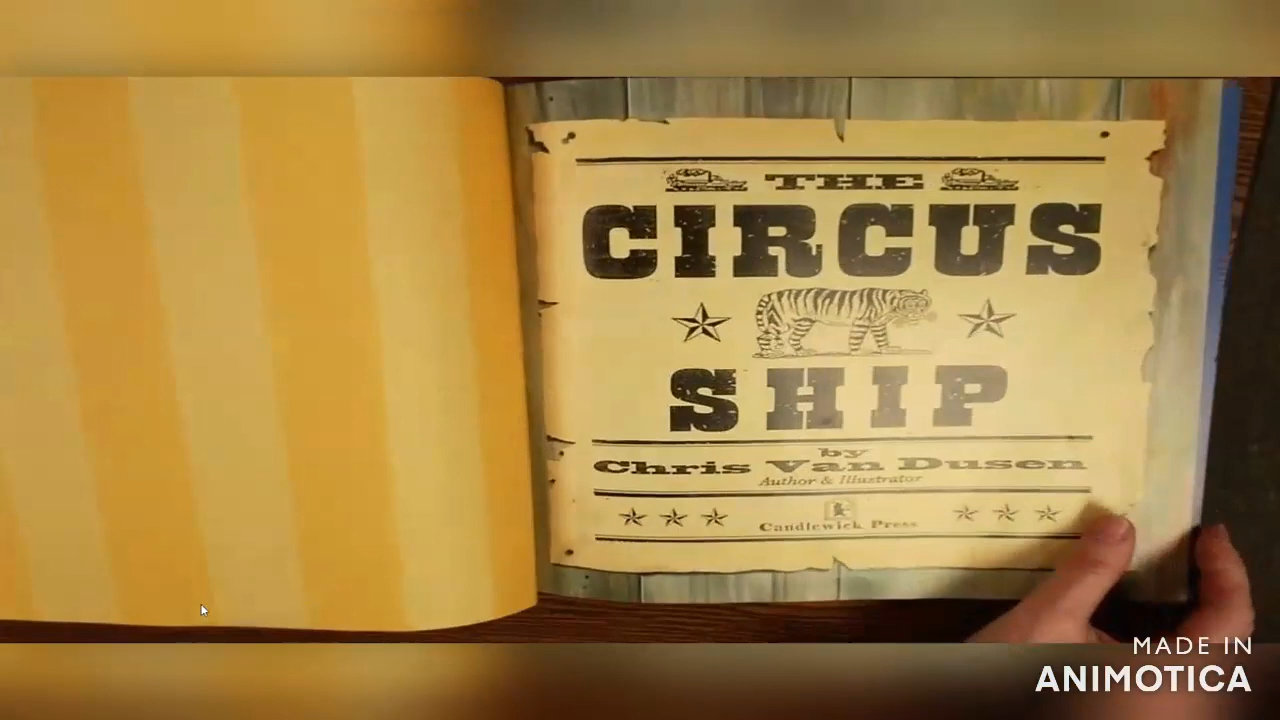 THE
CIRCUS
SHIP
by
Chris Van Dusen
Author & Illustrator
Candlewick Press
MADE IN
ANIMOTICA